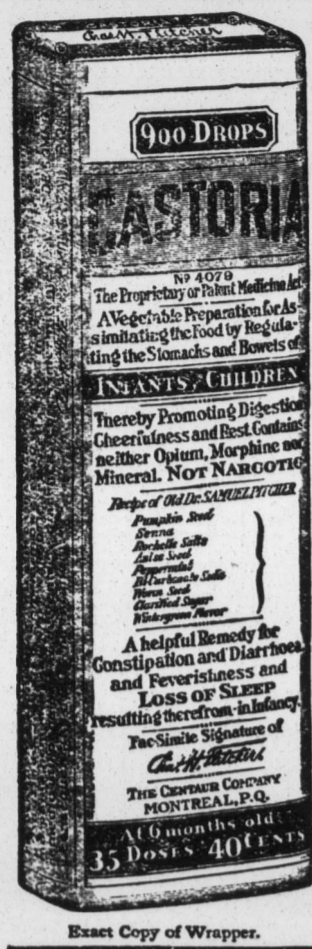 Chas. H. Fletcher
900 DROPS
CASTORIA
Nº 4079
The Proprietary or Patent Medicine Act
A Vegetable Preparation for As-
similating the Food by Regula-
ting the Stomachs and Bowels of
INFANTS / CHILDREN
Thereby Promoting Digestion
Cheerfulness and Rest. Contains
neither Opium, Morphine nor
Mineral. NOT NARCOTIC
Recipe of Old Dr. SAMUEL PITCHER
Pumpkin Seed
Senna
Rochelle Salts
Anise Seed
Peppermint
Bi Carbonate Soda
Worm Seed
Clarified Sugar
Wintergreen Flavor
A helpful Remedy for
Constipation and Diarrhoea
and Feverishness and
LOSS OF SLEEP
resulting therefrom in Infancy.
Fac-Simile Signature of
Chas. H. Fletcher.
THE CENTAUR COMPANY
MONTREAL, P.Q.
At 6 months old
35 DOSES 40 CENTS
Exact Copy of Wrapper.